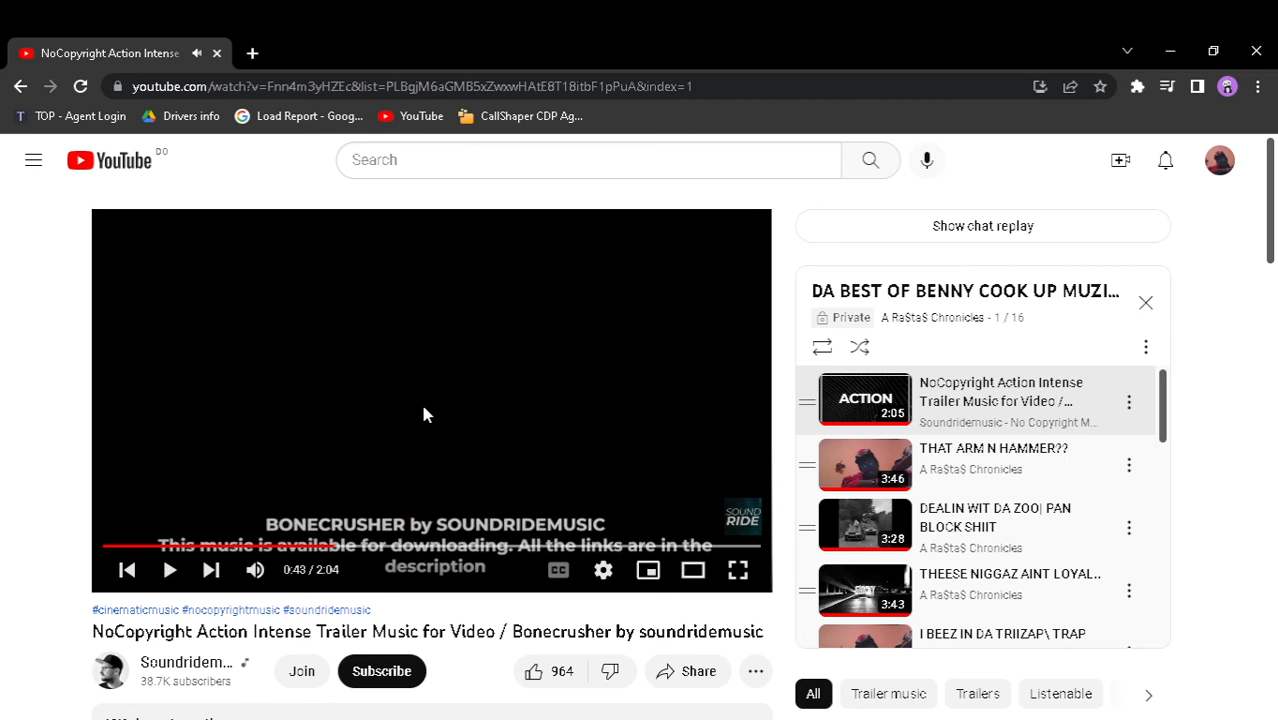 NoCopyright Action Intense
youtube.com/watch?v=Fnn4m3yHZEc&list=PLBgjM6aGMB5xZwxwHAtE8T18itbF1pPuA&index=1
TOP - Agent Login
Drivers info
Load Report - Goog...
YouTube
CallShaper CDP Ag...
YouTube
DO
Search
Show chat replay
DA BEST OF BENNY COOK UP MUZI...
Private
A Ra$ta$ Chronicles - 1 / 16
ACTION
2:05
NoCopyright Action Intense
Trailer Music for Video /...
Soundridemusic - No Copyright M...
3:46
THAT ARM N HAMMER??
A Ra$ta$ Chronicles
3:28
DEALIN WIT DA ZOO| PAN
BLOCK SHIIT
A Ra$ta$ Chronicles
3:43
THEESE NIGGAZ AINT LOYAL..
A Ra$ta$ Chronicles
I BEEZ IN DA TRIIZAP\ TRAP
SOUND
RIDE
BONECRUSHER by SOUNDRIDEMUSIC
This music is available for downloading. All the links are in the
description
0:43 / 2:04
CC
#cinematicmusic #nocopyrightmusic #soundridemusic
NoCopyright Action Intense Trailer Music for Video / Bonecrusher by soundridemusic
Soundridem...
38.7K subscribers
Join
Subscribe
964
Share
All
Trailer music
Trailers
Listenable